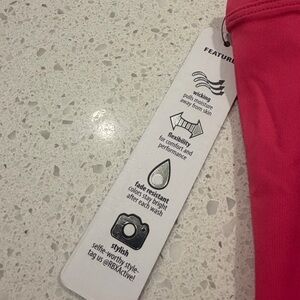 FEATUR
wicking
pulls moisture
away from skin
flexibility
for comfort and
performance
fade resistant
colors stay bright
after each wash
stylish
selfie-worthy style-
tag us @RBXActive!